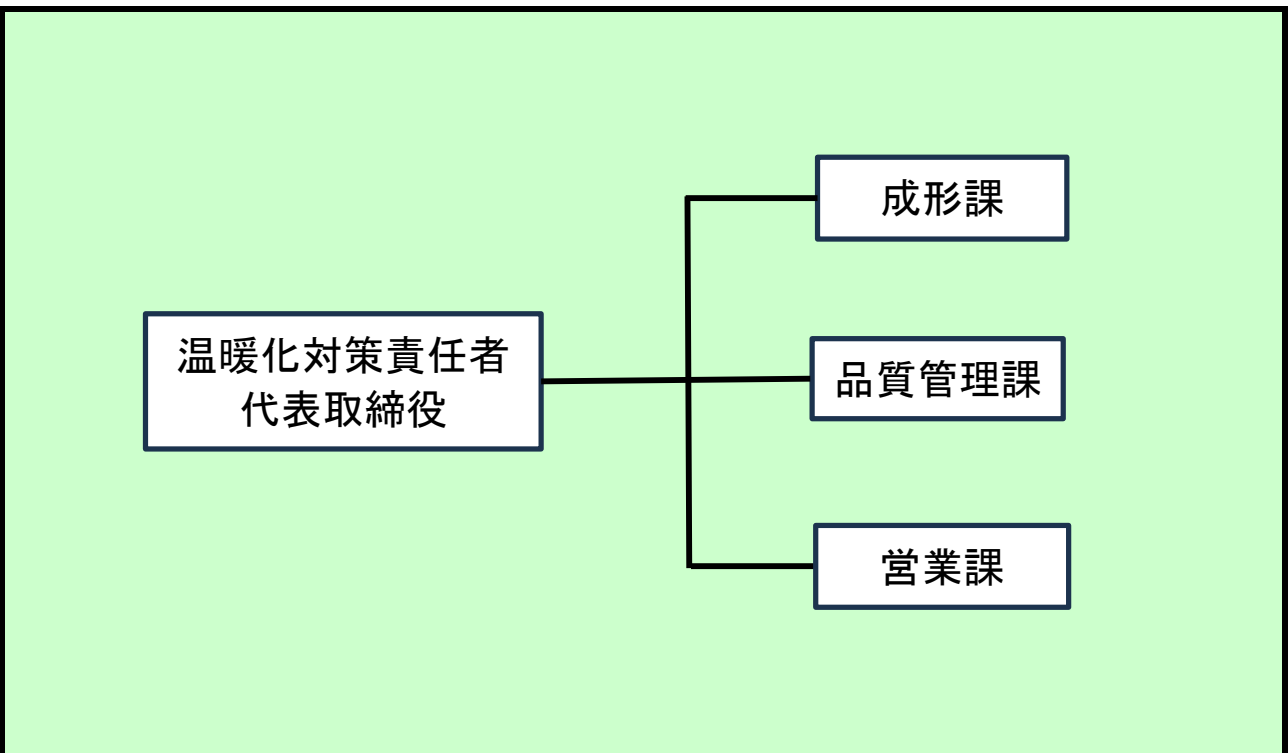 温暖化対策責任者
代表取締役
成形課
品質管理課
営業課